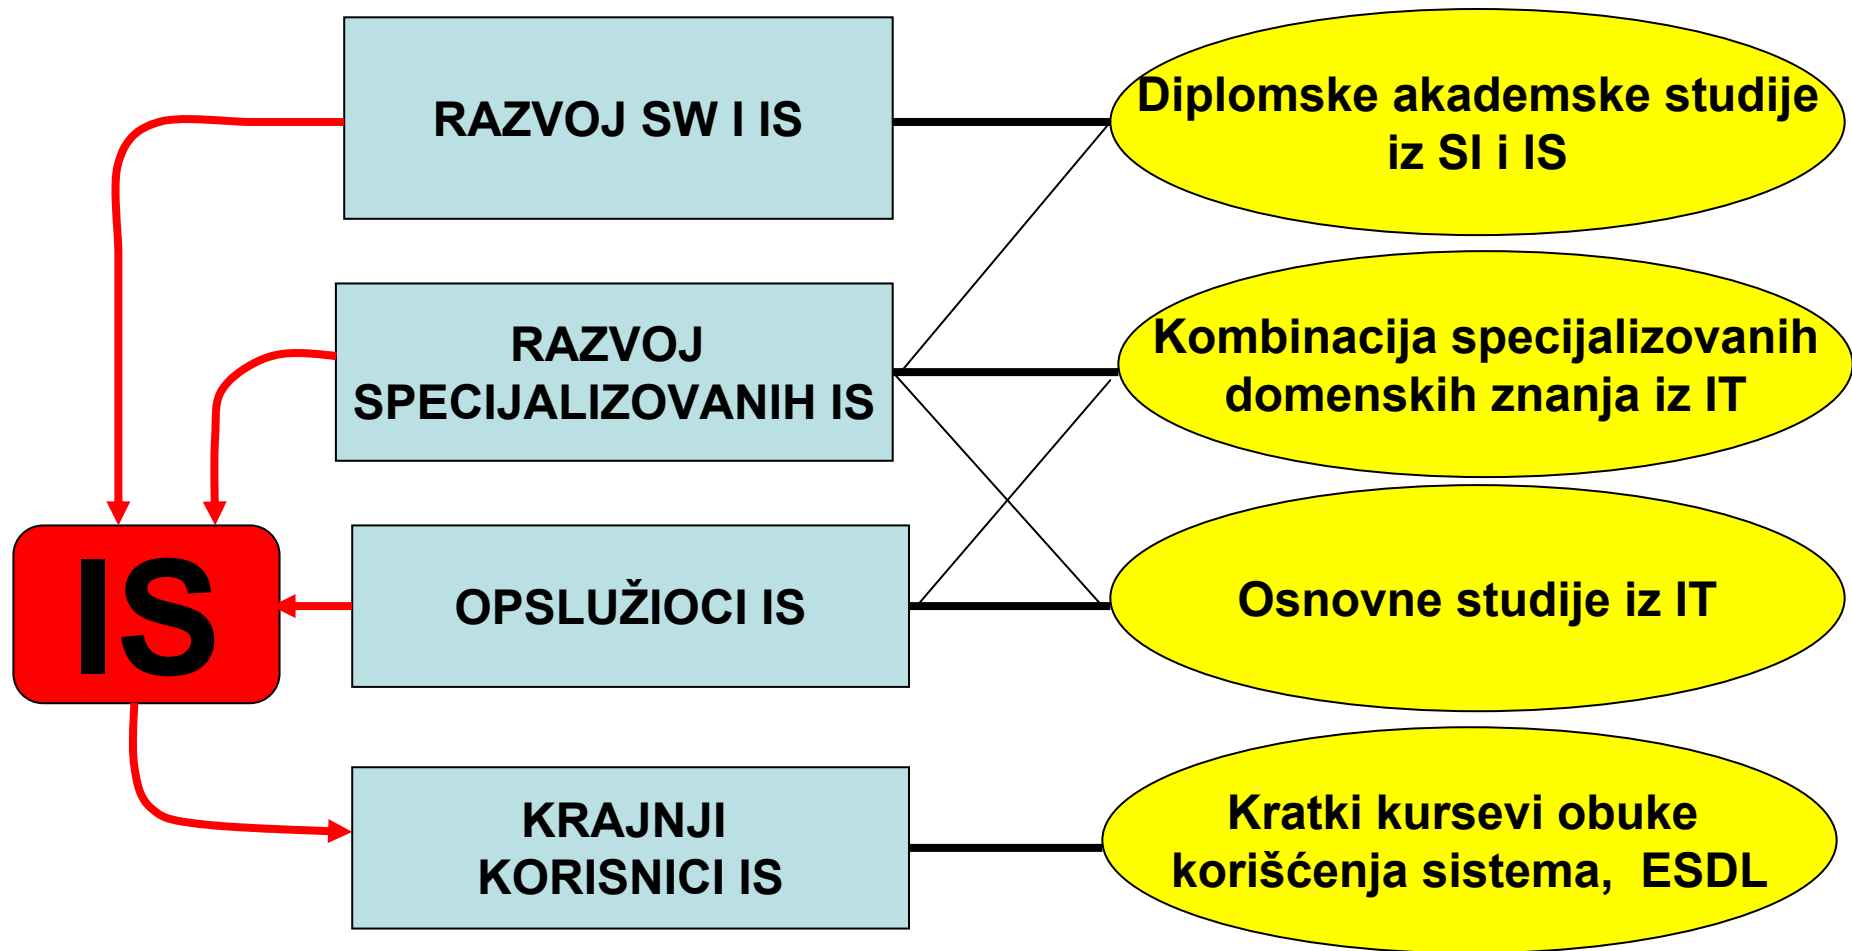 RAZVOJ SW I IS
Diplomske akademske studije
iz SI i IS
RAZVOJ
SPECIJALIZOVANIH IS
Kombinacija specijalizovanih
domenskih znanja iz IT
IS
OPSLUŽIOCI IS
Osnovne studije iz IT
KRAJNJI
KORISNICI IS
Kratki kursevi obuke
korišćenja sistema, ESDL